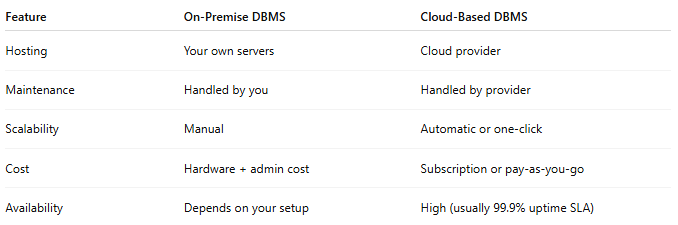 Feature On-Premise DBMS Cloud-Based DBMS
Hosting Your own servers Cloud provider
Maintenance Handled by you Handled by provider
Scalability Manual Automatic or one-click
Cost Hardware + admin cost Subscription or pay-as-you-go
Availability Depends on your setup High (usually 99.9% uptime SLA)